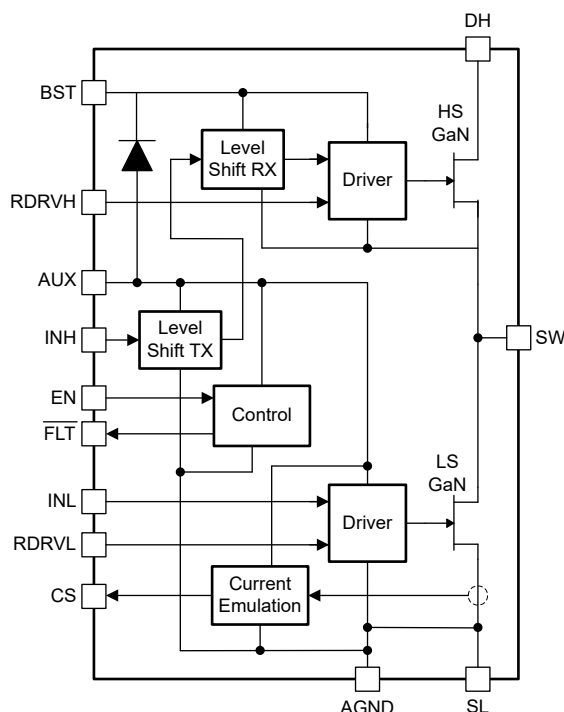 DH
BST
HS
GaN
Level
Shift RX
Driver
RDRVH
AUX
INH
Level
Shift TX
SW
EN
Control
FLT
LS
GaN
INL
Driver
RDRVL
CS
Current
Emulation
AGND
SL